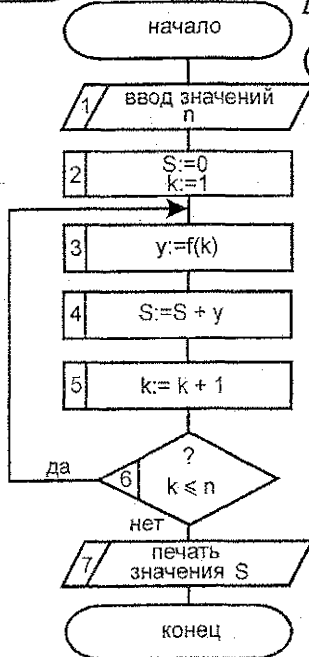 начало
1 ввод значений
n
2 S:=0
k:=1
3 y:=f(k)
4 S:=S + y
5 k:= k + 1
?
6 k ⩽ n
да
нет
7 печать
значения S
конец